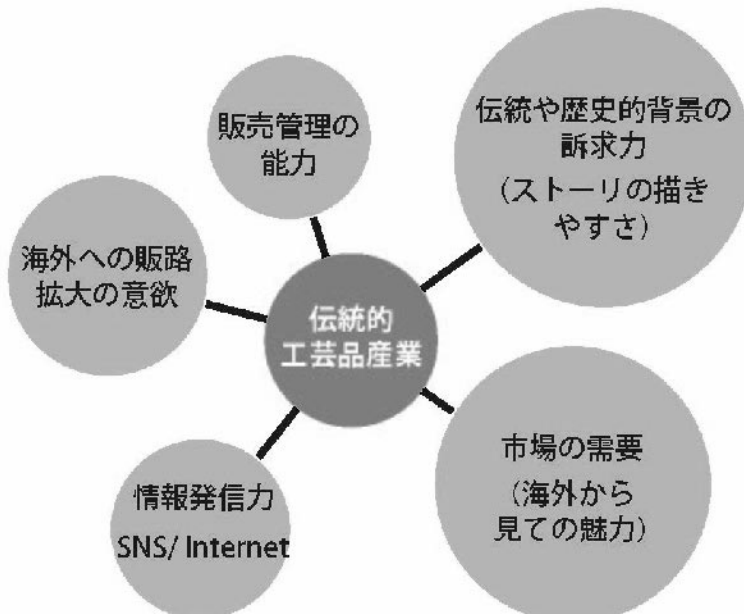 販売管理の
能力
伝統や歴史的背景の
訴求力
（ストーリの描き
やすさ）
海外への販路
拡大の意欲
伝統的
工芸品産業
情報発信力
SNS/ Internet
市場の需要
（海外から
見ての魅力）